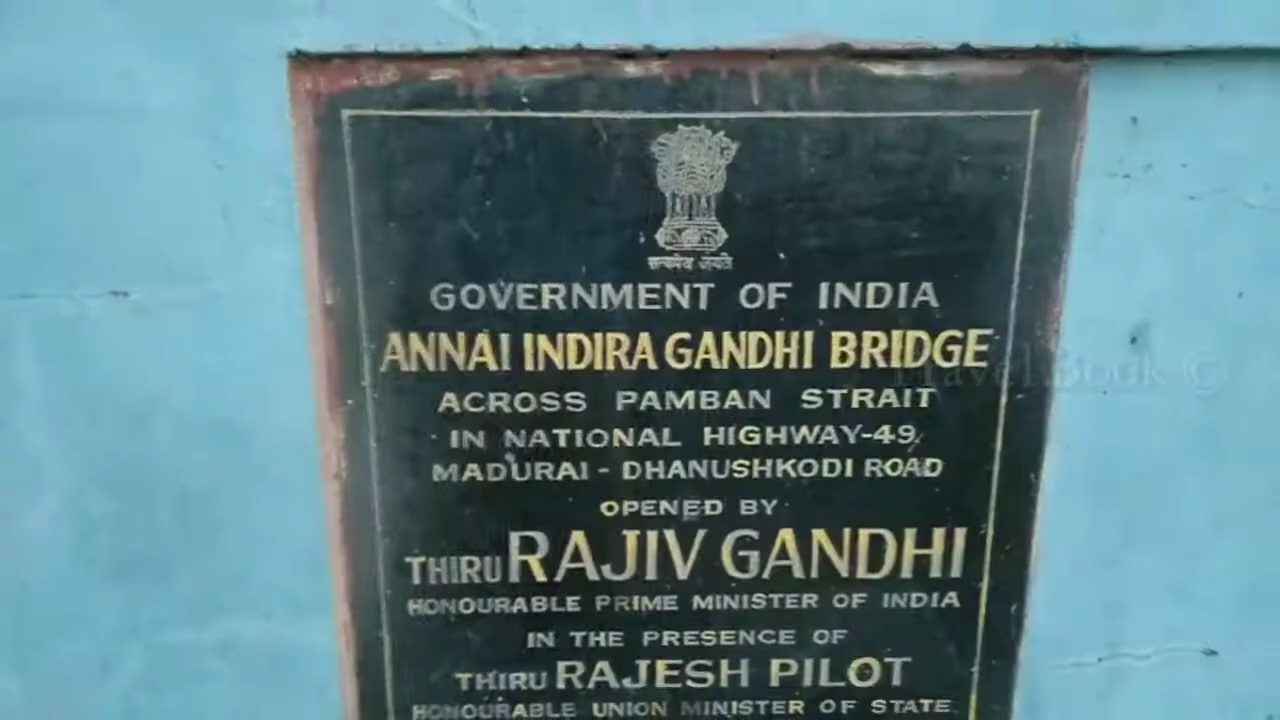 सत्यमेव जयते
GOVERNMENT OF INDIA
ANNAI INDIRA GANDHI BRIDGE
ACROSS PAMBAN STRAIT
IN NATIONAL HIGHWAY-49,
MADURAI - DHANUSHKODI ROAD
OPENED BY
THIRU RAJIV GANDHI
HONOURABLE PRIME MINISTER OF INDIA
IN THE PRESENCE OF
THIRU RAJESH PILOT
HONOURABLE UNION MINISTER OF STATE
Travel Book ©